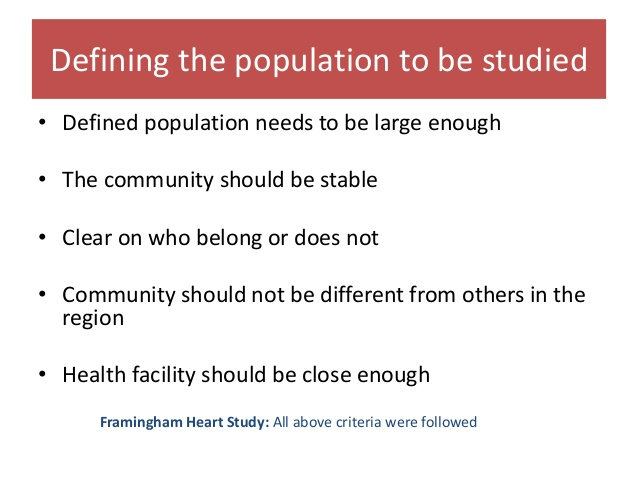 Defining the population to be studied
• Defined population needs to be large enough
• The community should be stable
• Clear on who belong or does not
• Community should not be different from others in the
region
• Health facility should be close enough
Framingham Heart Study: All above criteria were followed